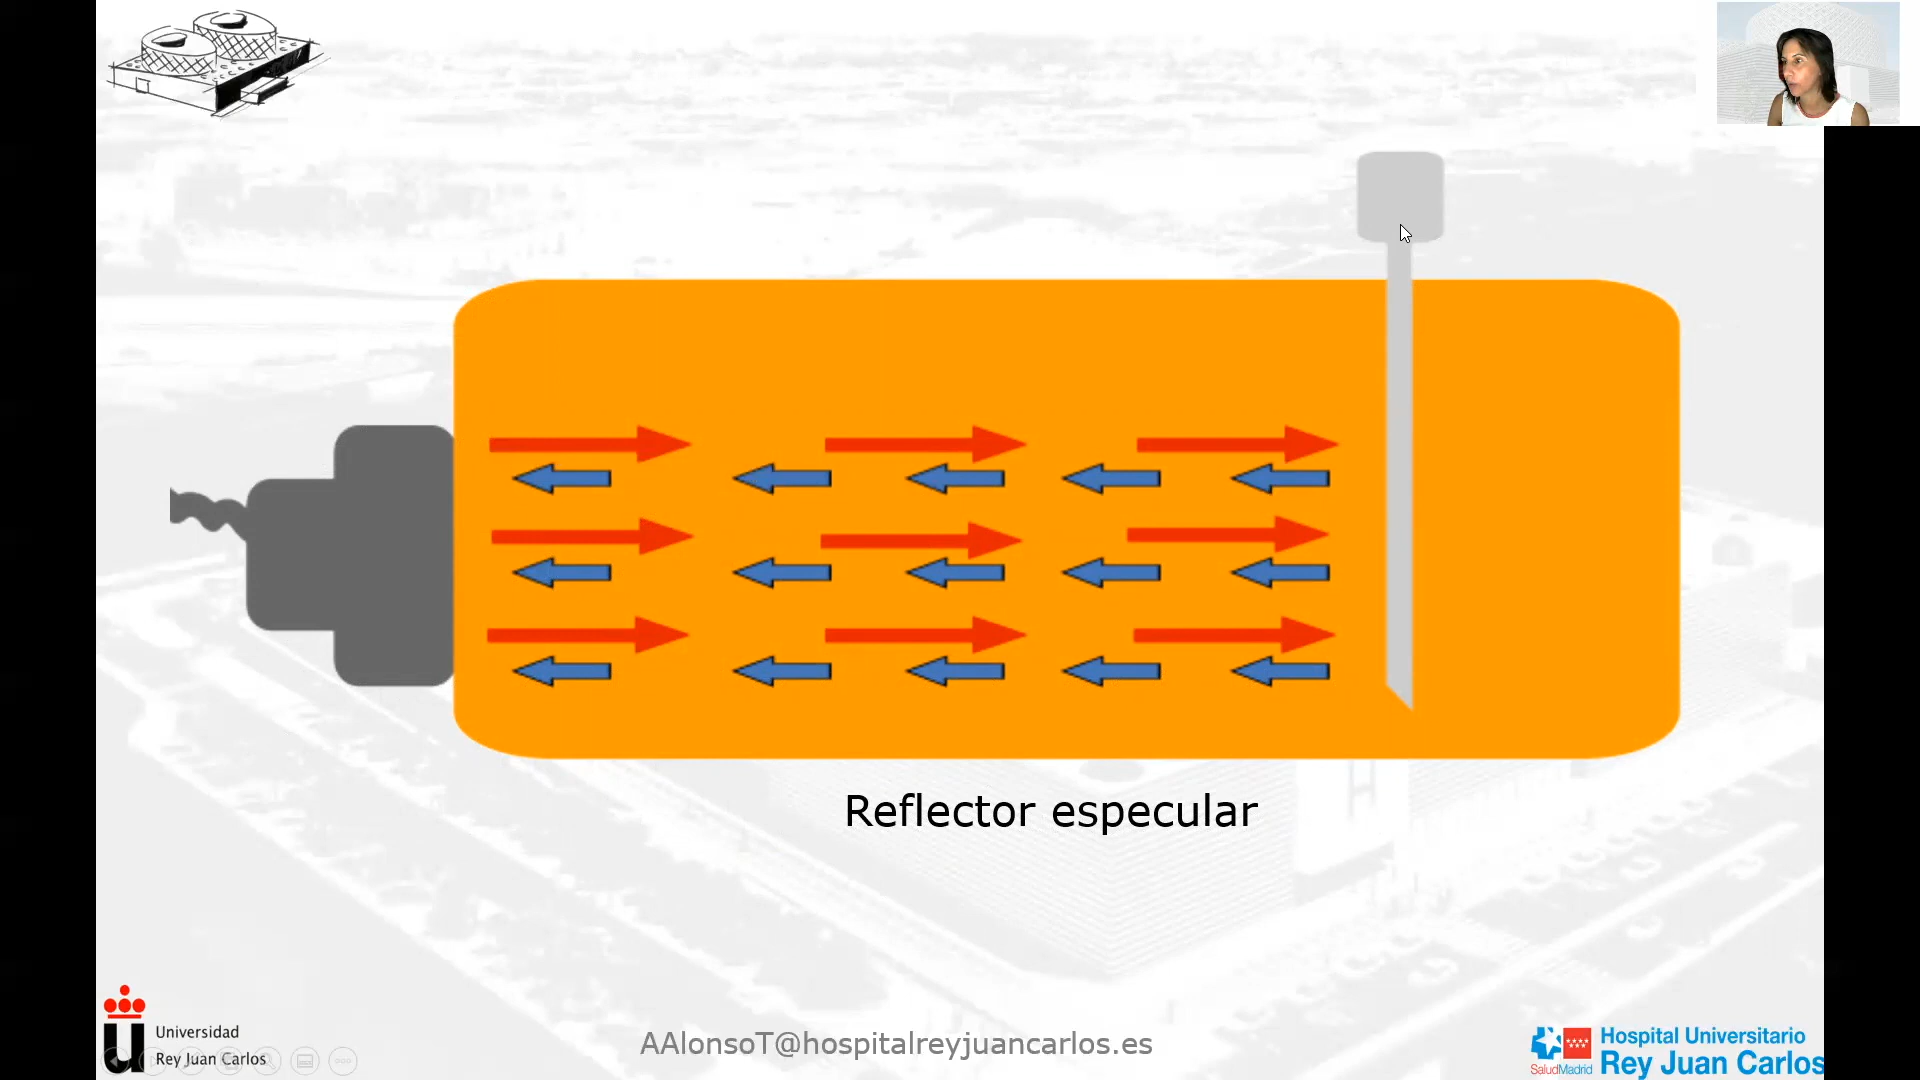 Reflector especular
Universidad
Rey Juan Carlos
AAlonsoT@hospitalreyjuancarlos.es
SaludMadrid
Hospital Universitario
Rey Juan Carlos